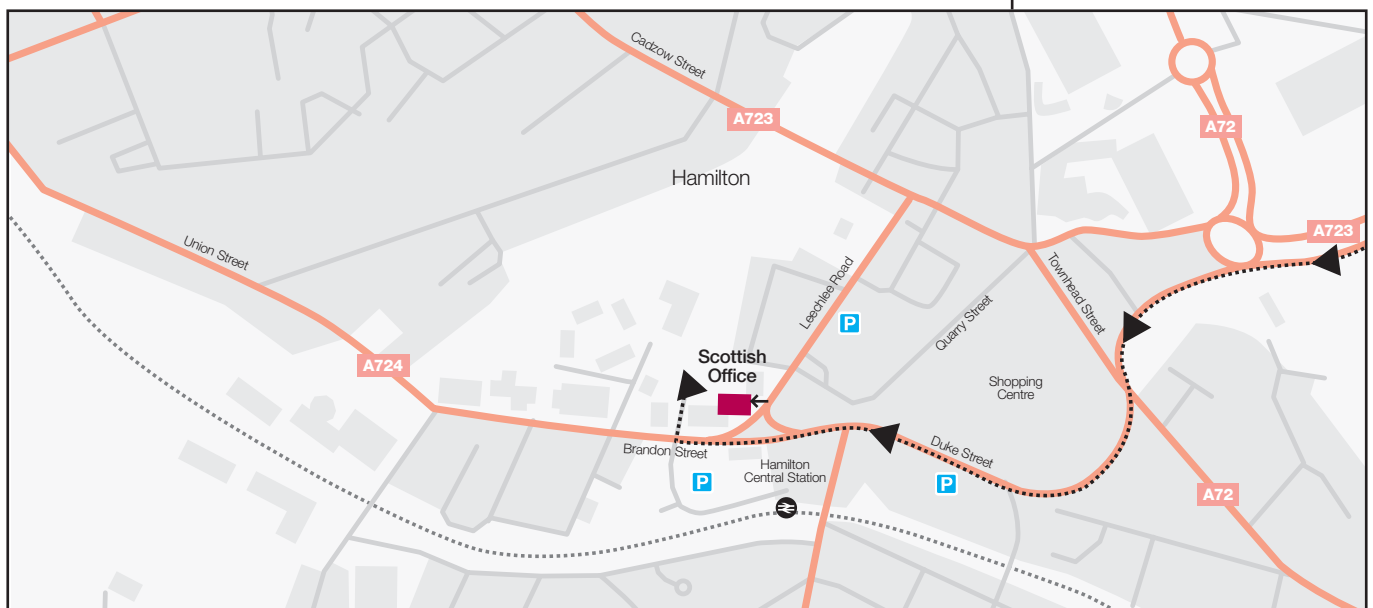 Cadzow Street
A723
A72
Hamilton
A723
Union Street
Leechlee Road
Townhead Street
P
Quarry Street
A724
Scottish
Office
Shopping
Centre
Brandon Street
Duke Street
Hamilton
Central Station
P
P
A72